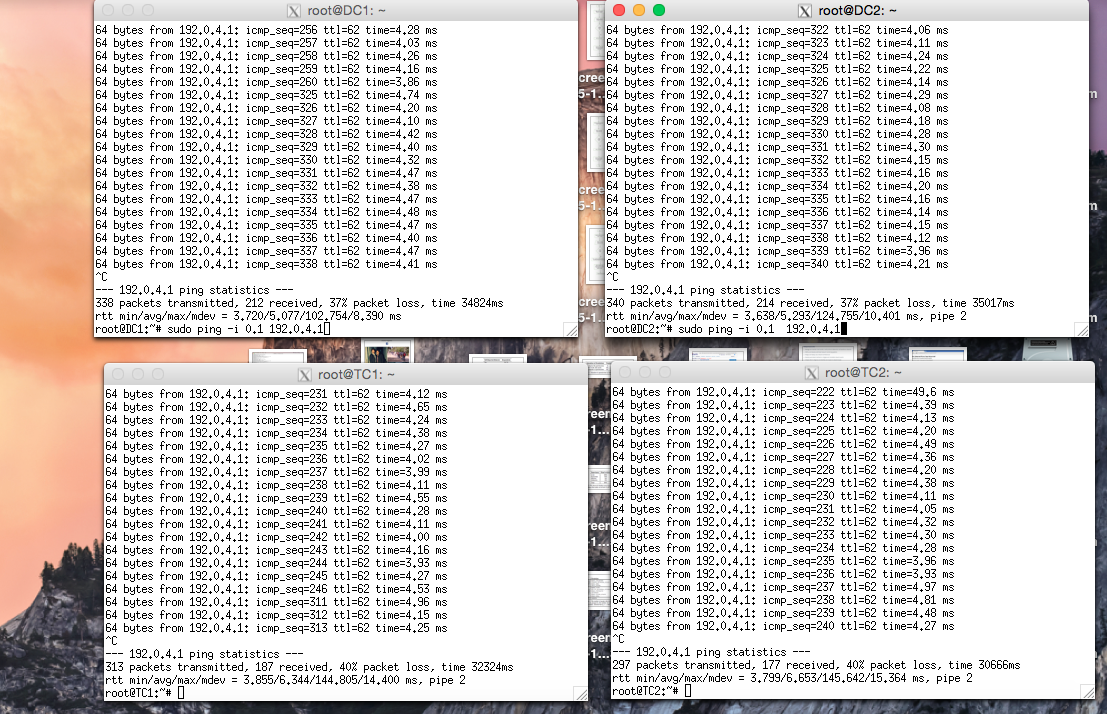 root@DC1: ~
64 bytes from 192.0.4.1: icmp_seq=256 ttl=62 time=4.28 ms
64 bytes from 192.0.4.1: icmp_seq=257 ttl=62 time=4.03 ms
64 bytes from 192.0.4.1: icmp_seq=258 ttl=62 time=4.26 ms
64 bytes from 192.0.4.1: icmp_seq=259 ttl=62 time=4.16 ms
64 bytes from 192.0.4.1: icmp_seq=260 ttl=62 time=3.86 ms
64 bytes from 192.0.4.1: icmp_seq=325 ttl=62 time=4.74 ms
64 bytes from 192.0.4.1: icmp_seq=326 ttl=62 time=4.20 ms
64 bytes from 192.0.4.1: icmp_seq=327 ttl=62 time=4.10 ms
64 bytes from 192.0.4.1: icmp_seq=328 ttl=62 time=4.42 ms
64 bytes from 192.0.4.1: icmp_seq=329 ttl=62 time=4.40 ms
64 bytes from 192.0.4.1: icmp_seq=330 ttl=62 time=4.32 ms
64 bytes from 192.0.4.1: icmp_seq=331 ttl=62 time=4.47 ms
64 bytes from 192.0.4.1: icmp_seq=332 ttl=62 time=4.38 ms
64 bytes from 192.0.4.1: icmp_seq=333 ttl=62 time=4.47 ms
64 bytes from 192.0.4.1: icmp_seq=334 ttl=62 time=4.48 ms
64 bytes from 192.0.4.1: icmp_seq=335 ttl=62 time=4.47 ms
64 bytes from 192.0.4.1: icmp_seq=336 ttl=62 time=4.40 ms
64 bytes from 192.0.4.1: icmp_seq=337 ttl=62 time=4.47 ms
64 bytes from 192.0.4.1: icmp_seq=338 ttl=62 time=4.41 ms
^C
--- 192.0.4.1 ping statistics ---
338 packets transmitted, 212 received, 37% packet loss, time 34824ms
rtt min/avg/max/mdev = 3.720/5.077/102.754/8.390 ms
root@DC1:~# sudo ping -i 0.1 192.0.4.1
root@DC2: ~
64 bytes from 192.0.4.1: icmp_seq=322 ttl=62 time=4.06 ms
64 bytes from 192.0.4.1: icmp_seq=323 ttl=62 time=4.11 ms
64 bytes from 192.0.4.1: icmp_seq=324 ttl=62 time=4.24 ms
64 bytes from 192.0.4.1: icmp_seq=325 ttl=62 time=4.22 ms
64 bytes from 192.0.4.1: icmp_seq=326 ttl=62 time=4.14 ms
64 bytes from 192.0.4.1: icmp_seq=327 ttl=62 time=4.29 ms
64 bytes from 192.0.4.1: icmp_seq=328 ttl=62 time=4.08 ms
64 bytes from 192.0.4.1: icmp_seq=329 ttl=62 time=4.18 ms
64 bytes from 192.0.4.1: icmp_seq=330 ttl=62 time=4.28 ms
64 bytes from 192.0.4.1: icmp_seq=331 ttl=62 time=4.30 ms
64 bytes from 192.0.4.1: icmp_seq=332 ttl=62 time=4.15 ms
64 bytes from 192.0.4.1: icmp_seq=333 ttl=62 time=4.16 ms
64 bytes from 192.0.4.1: icmp_seq=334 ttl=62 time=4.20 ms
64 bytes from 192.0.4.1: icmp_seq=335 ttl=62 time=4.16 ms
64 bytes from 192.0.4.1: icmp_seq=336 ttl=62 time=4.14 ms
64 bytes from 192.0.4.1: icmp_seq=337 ttl=62 time=4.15 ms
64 bytes from 192.0.4.1: icmp_seq=338 ttl=62 time=4.12 ms
64 bytes from 192.0.4.1: icmp_seq=339 ttl=62 time=3.96 ms
64 bytes from 192.0.4.1: icmp_seq=340 ttl=62 time=4.21 ms
^C
--- 192.0.4.1 ping statistics ---
340 packets transmitted, 214 received, 37% packet loss, time 35017ms
rtt min/avg/max/mdev = 3.638/5.293/124.755/10.401 ms, pipe 2
root@DC2:~# sudo ping -i 0.1  192.0.4.1
root@TC1: ~
64 bytes from 192.0.4.1: icmp_seq=231 ttl=62 time=4.12 ms
64 bytes from 192.0.4.1: icmp_seq=232 ttl=62 time=4.65 ms
64 bytes from 192.0.4.1: icmp_seq=233 ttl=62 time=4.24 ms
64 bytes from 192.0.4.1: icmp_seq=234 ttl=62 time=4.38 ms
64 bytes from 192.0.4.1: icmp_seq=235 ttl=62 time=4.27 ms
64 bytes from 192.0.4.1: icmp_seq=236 ttl=62 time=4.02 ms
64 bytes from 192.0.4.1: icmp_seq=237 ttl=62 time=3.99 ms
64 bytes from 192.0.4.1: icmp_seq=238 ttl=62 time=4.11 ms
64 bytes from 192.0.4.1: icmp_seq=239 ttl=62 time=4.55 ms
64 bytes from 192.0.4.1: icmp_seq=240 ttl=62 time=4.28 ms
64 bytes from 192.0.4.1: icmp_seq=241 ttl=62 time=4.11 ms
64 bytes from 192.0.4.1: icmp_seq=242 ttl=62 time=4.00 ms
64 bytes from 192.0.4.1: icmp_seq=243 ttl=62 time=4.16 ms
64 bytes from 192.0.4.1: icmp_seq=244 ttl=62 time=3.93 ms
64 bytes from 192.0.4.1: icmp_seq=245 ttl=62 time=4.27 ms
64 bytes from 192.0.4.1: icmp_seq=246 ttl=62 time=4.53 ms
64 bytes from 192.0.4.1: icmp_seq=311 ttl=62 time=4.96 ms
64 bytes from 192.0.4.1: icmp_seq=312 ttl=62 time=4.15 ms
64 bytes from 192.0.4.1: icmp_seq=313 ttl=62 time=4.25 ms
^C
--- 192.0.4.1 ping statistics ---
313 packets transmitted, 187 received, 40% packet loss, time 32324ms
rtt min/avg/max/mdev = 3.855/6.344/144.805/14.400 ms, pipe 2
root@TC1:~#
root@TC2: ~
64 bytes from 192.0.4.1: icmp_seq=222 ttl=62 time=49.6 ms
64 bytes from 192.0.4.1: icmp_seq=223 ttl=62 time=4.39 ms
64 bytes from 192.0.4.1: icmp_seq=224 ttl=62 time=4.13 ms
64 bytes from 192.0.4.1: icmp_seq=225 ttl=62 time=4.20 ms
64 bytes from 192.0.4.1: icmp_seq=226 ttl=62 time=4.49 ms
64 bytes from 192.0.4.1: icmp_seq=227 ttl=62 time=4.36 ms
64 bytes from 192.0.4.1: icmp_seq=228 ttl=62 time=4.20 ms
64 bytes from 192.0.4.1: icmp_seq=229 ttl=62 time=4.38 ms
64 bytes from 192.0.4.1: icmp_seq=230 ttl=62 time=4.11 ms
64 bytes from 192.0.4.1: icmp_seq=231 ttl=62 time=4.05 ms
64 bytes from 192.0.4.1: icmp_seq=232 ttl=62 time=4.32 ms
64 bytes from 192.0.4.1: icmp_seq=233 ttl=62 time=4.30 ms
64 bytes from 192.0.4.1: icmp_seq=234 ttl=62 time=4.28 ms
64 bytes from 192.0.4.1: icmp_seq=235 ttl=62 time=3.96 ms
64 bytes from 192.0.4.1: icmp_seq=236 ttl=62 time=3.93 ms
64 bytes from 192.0.4.1: icmp_seq=237 ttl=62 time=4.97 ms
64 bytes from 192.0.4.1: icmp_seq=238 ttl=62 time=4.81 ms
64 bytes from 192.0.4.1: icmp_seq=239 ttl=62 time=4.48 ms
64 bytes from 192.0.4.1: icmp_seq=240 ttl=62 time=4.27 ms
^C
--- 192.0.4.1 ping statistics ---
297 packets transmitted, 177 received, 40% packet loss, time 30666ms
rtt min/avg/max/mdev = 3.799/6.653/145.642/15.364 ms, pipe 2
root@TC2:~#